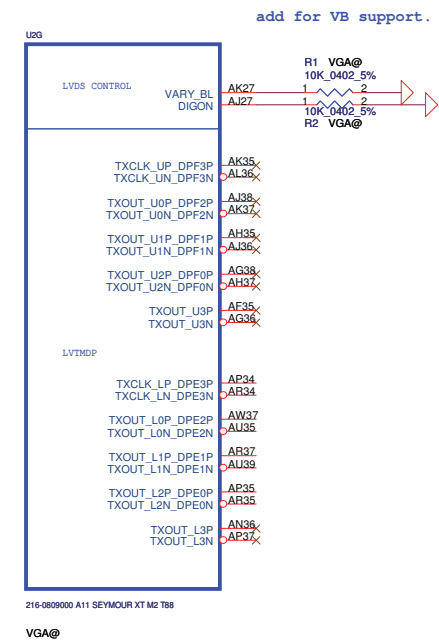 add for VB support.
U2G
R1 VGA@
10K_0402_5%
LVDS CONTROL
VARY_BL AK27 1 2
DIGON AJ27 1 2
10K_0402_5%
R2 VGA@
TXCLK_UP_DPF3P AK35
TXCLK_UN_DPF3N AL36
TXOUT_U0P_DPF2P AJ38
TXOUT_U0N_DPF2N AK37
TXOUT_U1P_DPF1P AH35
TXOUT_U1N_DPF1N AJ36
TXOUT_U2P_DPF0P AG38
TXOUT_U2N_DPF0N AH37
TXOUT_U3P AF35
TXOUT_U3N AG36
LVTMDP
TXCLK_LP_DPE3P AP34
TXCLK_LN_DPE3N AR34
TXOUT_L0P_DPE2P AW37
TXOUT_L0N_DPE2N AU35
TXOUT_L1P_DPE1P AR37
TXOUT_L1N_DPE1N AU39
TXOUT_L2P_DPE0P AP35
TXOUT_L2N_DPE0N AR35
TXOUT_L3P AN36
TXOUT_L3N AP37
216-0809000 A11 SEYMOUR XT M2 T88
VGA@